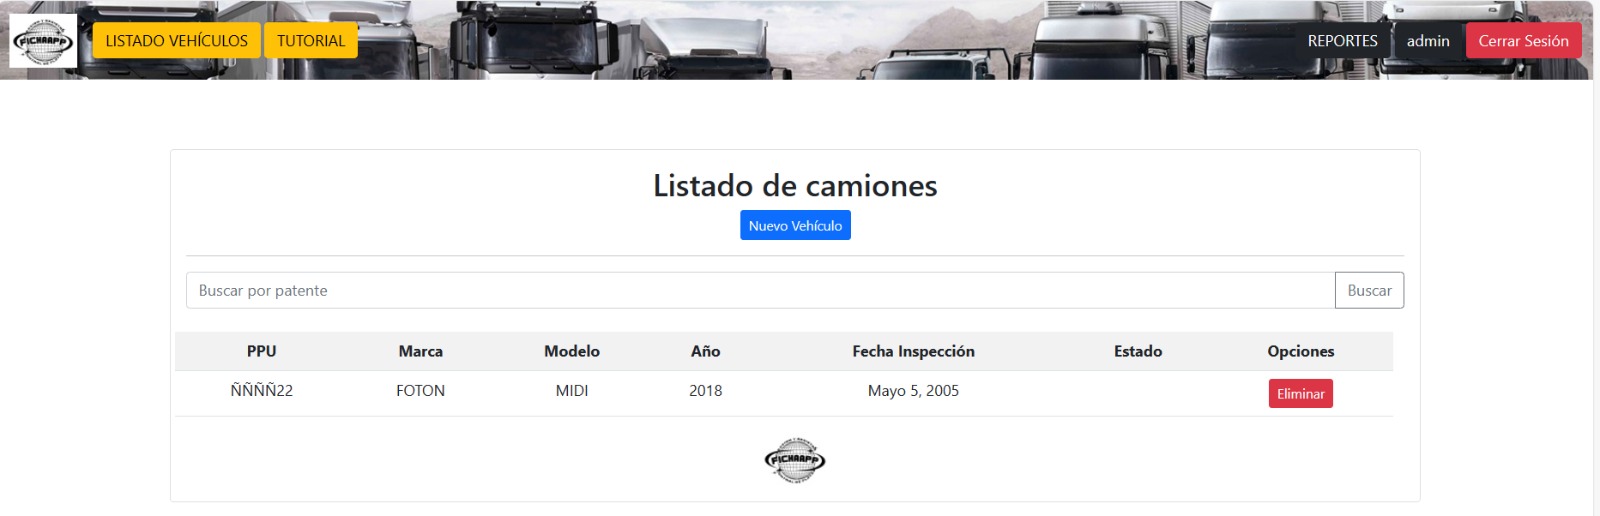 FICHAAPP
LISTADO VEHÍCULOS TUTORIAL REPORTES admin Cerrar Sesión
Listado de camiones
Nuevo Vehículo
Buscar por patente Buscar
PPU Marca Modelo Año Fecha Inspección Estado Opciones
ÑÑÑÑ22 FOTON MIDI 2018 Mayo 5, 2005 Eliminar
FICHAAPP